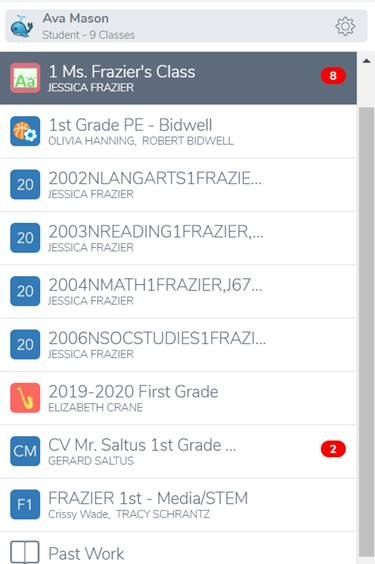 Ava Mason
Student - 9 Classes
Aa
1 Ms. Frazier's Class
8
JESSICA FRAZIER
1st Grade PE - Bidwell
OLIVIA HANNING, ROBERT BIDWELL
20
2002NLANGARTS1FRAZIE...
JESSICA FRAZIER
20
2003NREADING1FRAZIER,...
JESSICA FRAZIER
20
2004NMATH1FRAZIER,J67...
JESSICA FRAZIER
20
2006NSOCSTUDIES1FRAZI...
JESSICA FRAZIER
2019-2020 First Grade
ELIZABETH CRANE
CM
CV Mr. Saltus 1st Grade ...
2
GERARD SALTUS
F1
FRAZIER 1st - Media/STEM
Crissy Wade, TRACY SCHRANTZ
Past Work